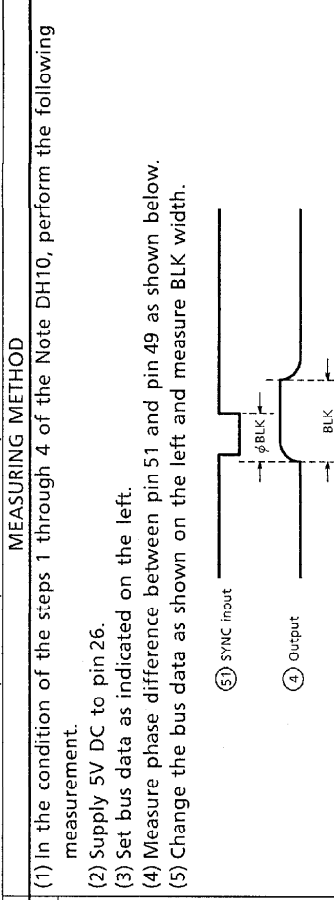 MEASURING METHOD
(1) In the condition of the steps 1 through 4 of the Note DH10, perform the following
measurement.
(2) Supply 5V DC to pin 26.
(3) Set bus data as indicated on the left.
(4) Measure phase difference between pin 51 and pin 49 as shown below.
(5) Change the bus data as shown on the left and measure BLK width.
51 SYNC input
φBLK
4 Output
BLK